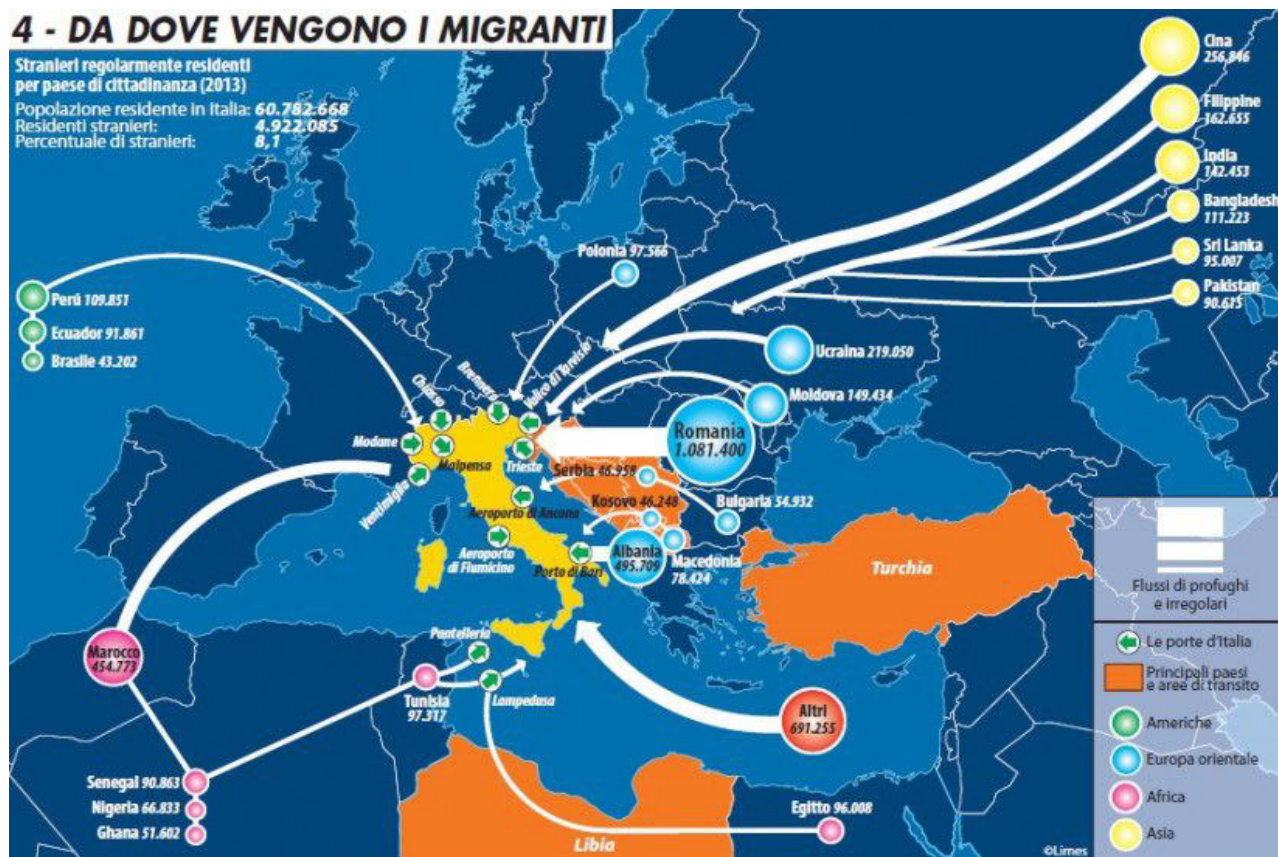 4 - DA DOVE VENGONO I MIGRANTI
Stranieri regolarmente residenti
per paese di cittadinanza (2013)
Popolazione residente in Italia: 60.782.668
Residenti stranieri: 4.922.085
Percentuale di stranieri: 8,1
Cina
256.846
Filippine
162.655
India
142.453
Bangladesh
111.223
Sri Lanka
95.007
Pakistan
90.615
Polonia 97.566
Perú 109.851
Ecuador 91.861
Brasile 43.202
Ucraina 219.050
Moldova 149.434
Romania
1.081.400
Chiasso
Brennero
Valico di Tarvisio
Modane
Malpensa
Trieste
Ventimiglia
Serbia 46.958
Kosovo 46.248
Bulgaria 54.932
Aeroporto di Ancona
Aeroporto
di Fiumicino
Porto di Bari
Albania
495.709
Macedonia
78.424
Turchia
Marocco
454.773
Pantelleria
Tunisia
97.317
Lampedusa
Altri
691.255
Senegal 90.863
Nigeria 66.833
Ghana 51.602
Egitto 96.008
Libia
Flussi di profughi
e irregolari
Le porte d'Italia
Principali paesi
e aree di transito
Americhe
Europa orientale
Africa
Asia
©Limes